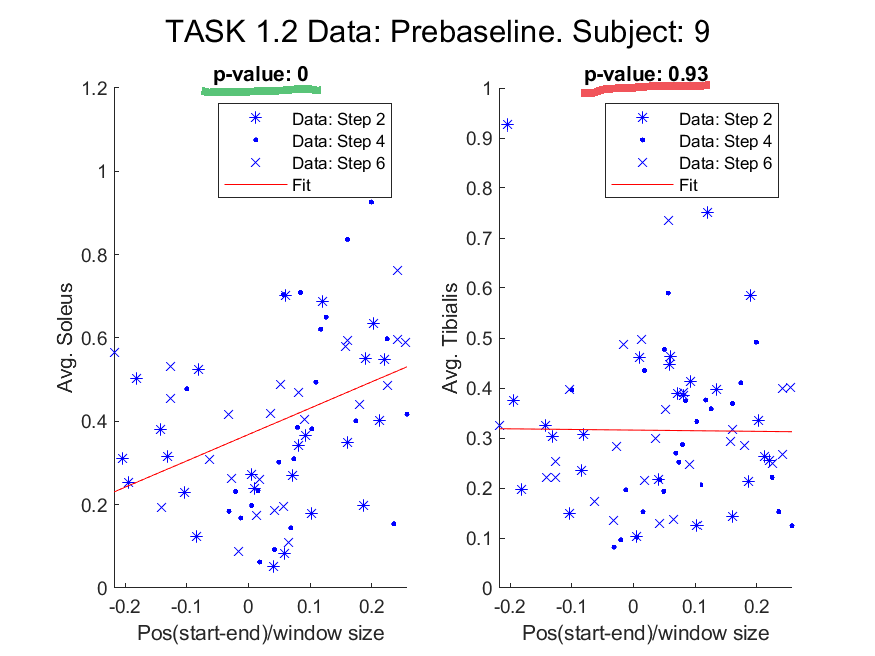 TASK 1.2 Data: Prebaseline. Subject: 9
p-value: 0
1.2
1
0.8
0.6
0.4
0.2
0
Avg. Soleus
Data: Step 2
Data: Step 4
Data: Step 6
Fit
-0.2 -0.1 0 0.1 0.2
Pos(start-end)/window size
p-value: 0.93
1
0.9
0.8
0.7
0.6
0.5
0.4
0.3
0.2
0.1
0
Avg. Tibialis
Data: Step 2
Data: Step 4
Data: Step 6
Fit
-0.2 -0.1 0 0.1 0.2
Pos(start-end)/window size